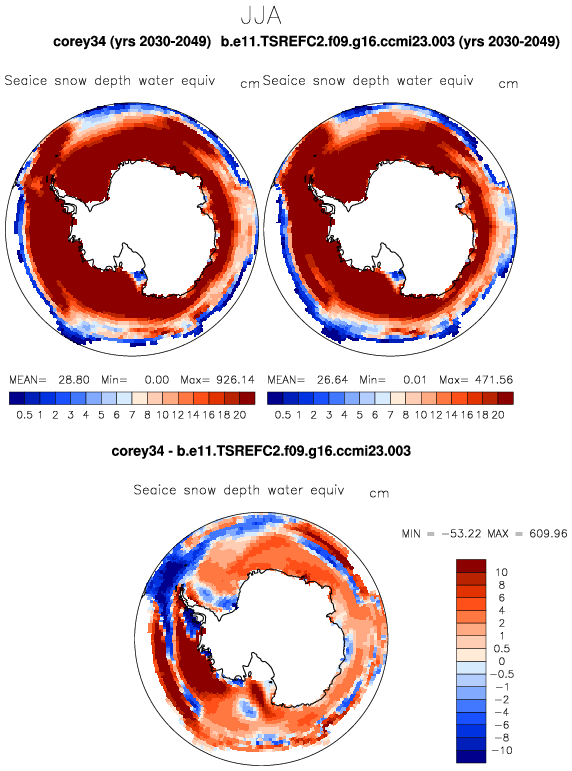 JJA
corey34 (yrs 2030-2049) b.e11.TSREFC2.f09.g16.ccmi23.003 (yrs 2030-2049)
Seaice snow depth water equiv cm Seaice snow depth water equiv cm
MEAN= 28.80 Min= 0.00 Max= 926.14 MEAN= 26.64 Min= 0.01 Max= 471.56
0.5 1 2 3 4 5 6 7 8 10 12 14 16 18 20 0.5 1 2 3 4 5 6 7 8 10 12 14 16 18 20
corey34 - b.e11.TSREFC2.f09.g16.ccmi23.003
Seaice snow depth water equiv cm
MIN = -53.22 MAX = 609.96
10
8
6
4
2
1
0.5
0
-0.5
-1
-2
-4
-6
-8
-10